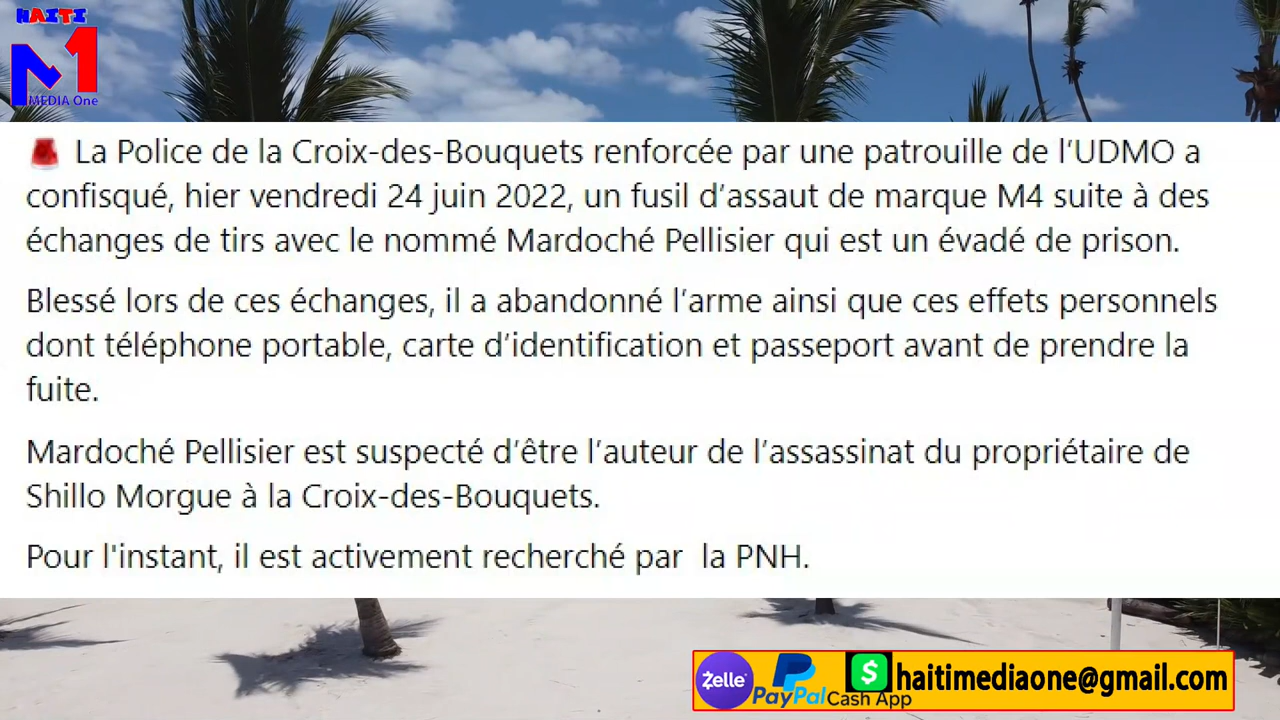 HAITI
M1
MEDIA One
La Police de la Croix-des-Bouquets renforcée par une patrouille de l’UDMO a
confisqué, hier vendredi 24 juin 2022, un fusil d’assaut de marque M4 suite à des
échanges de tirs avec le nommé Mardoché Pellisier qui est un évadé de prison.
Blessé lors de ces échanges, il a abandonné l’arme ainsi que ces effets personnels
dont téléphone portable, carte d’identification et passeport avant de prendre la
fuite.
Mardoché Pellisier est suspecté d’être l’auteur de l’assassinat du propriétaire de
Shillo Morgue à la Croix-des-Bouquets.
Pour l'instant, il est activement recherché par  la PNH.
Zelle
PayPal
$
Cash App
haitimediaone@gmail.com